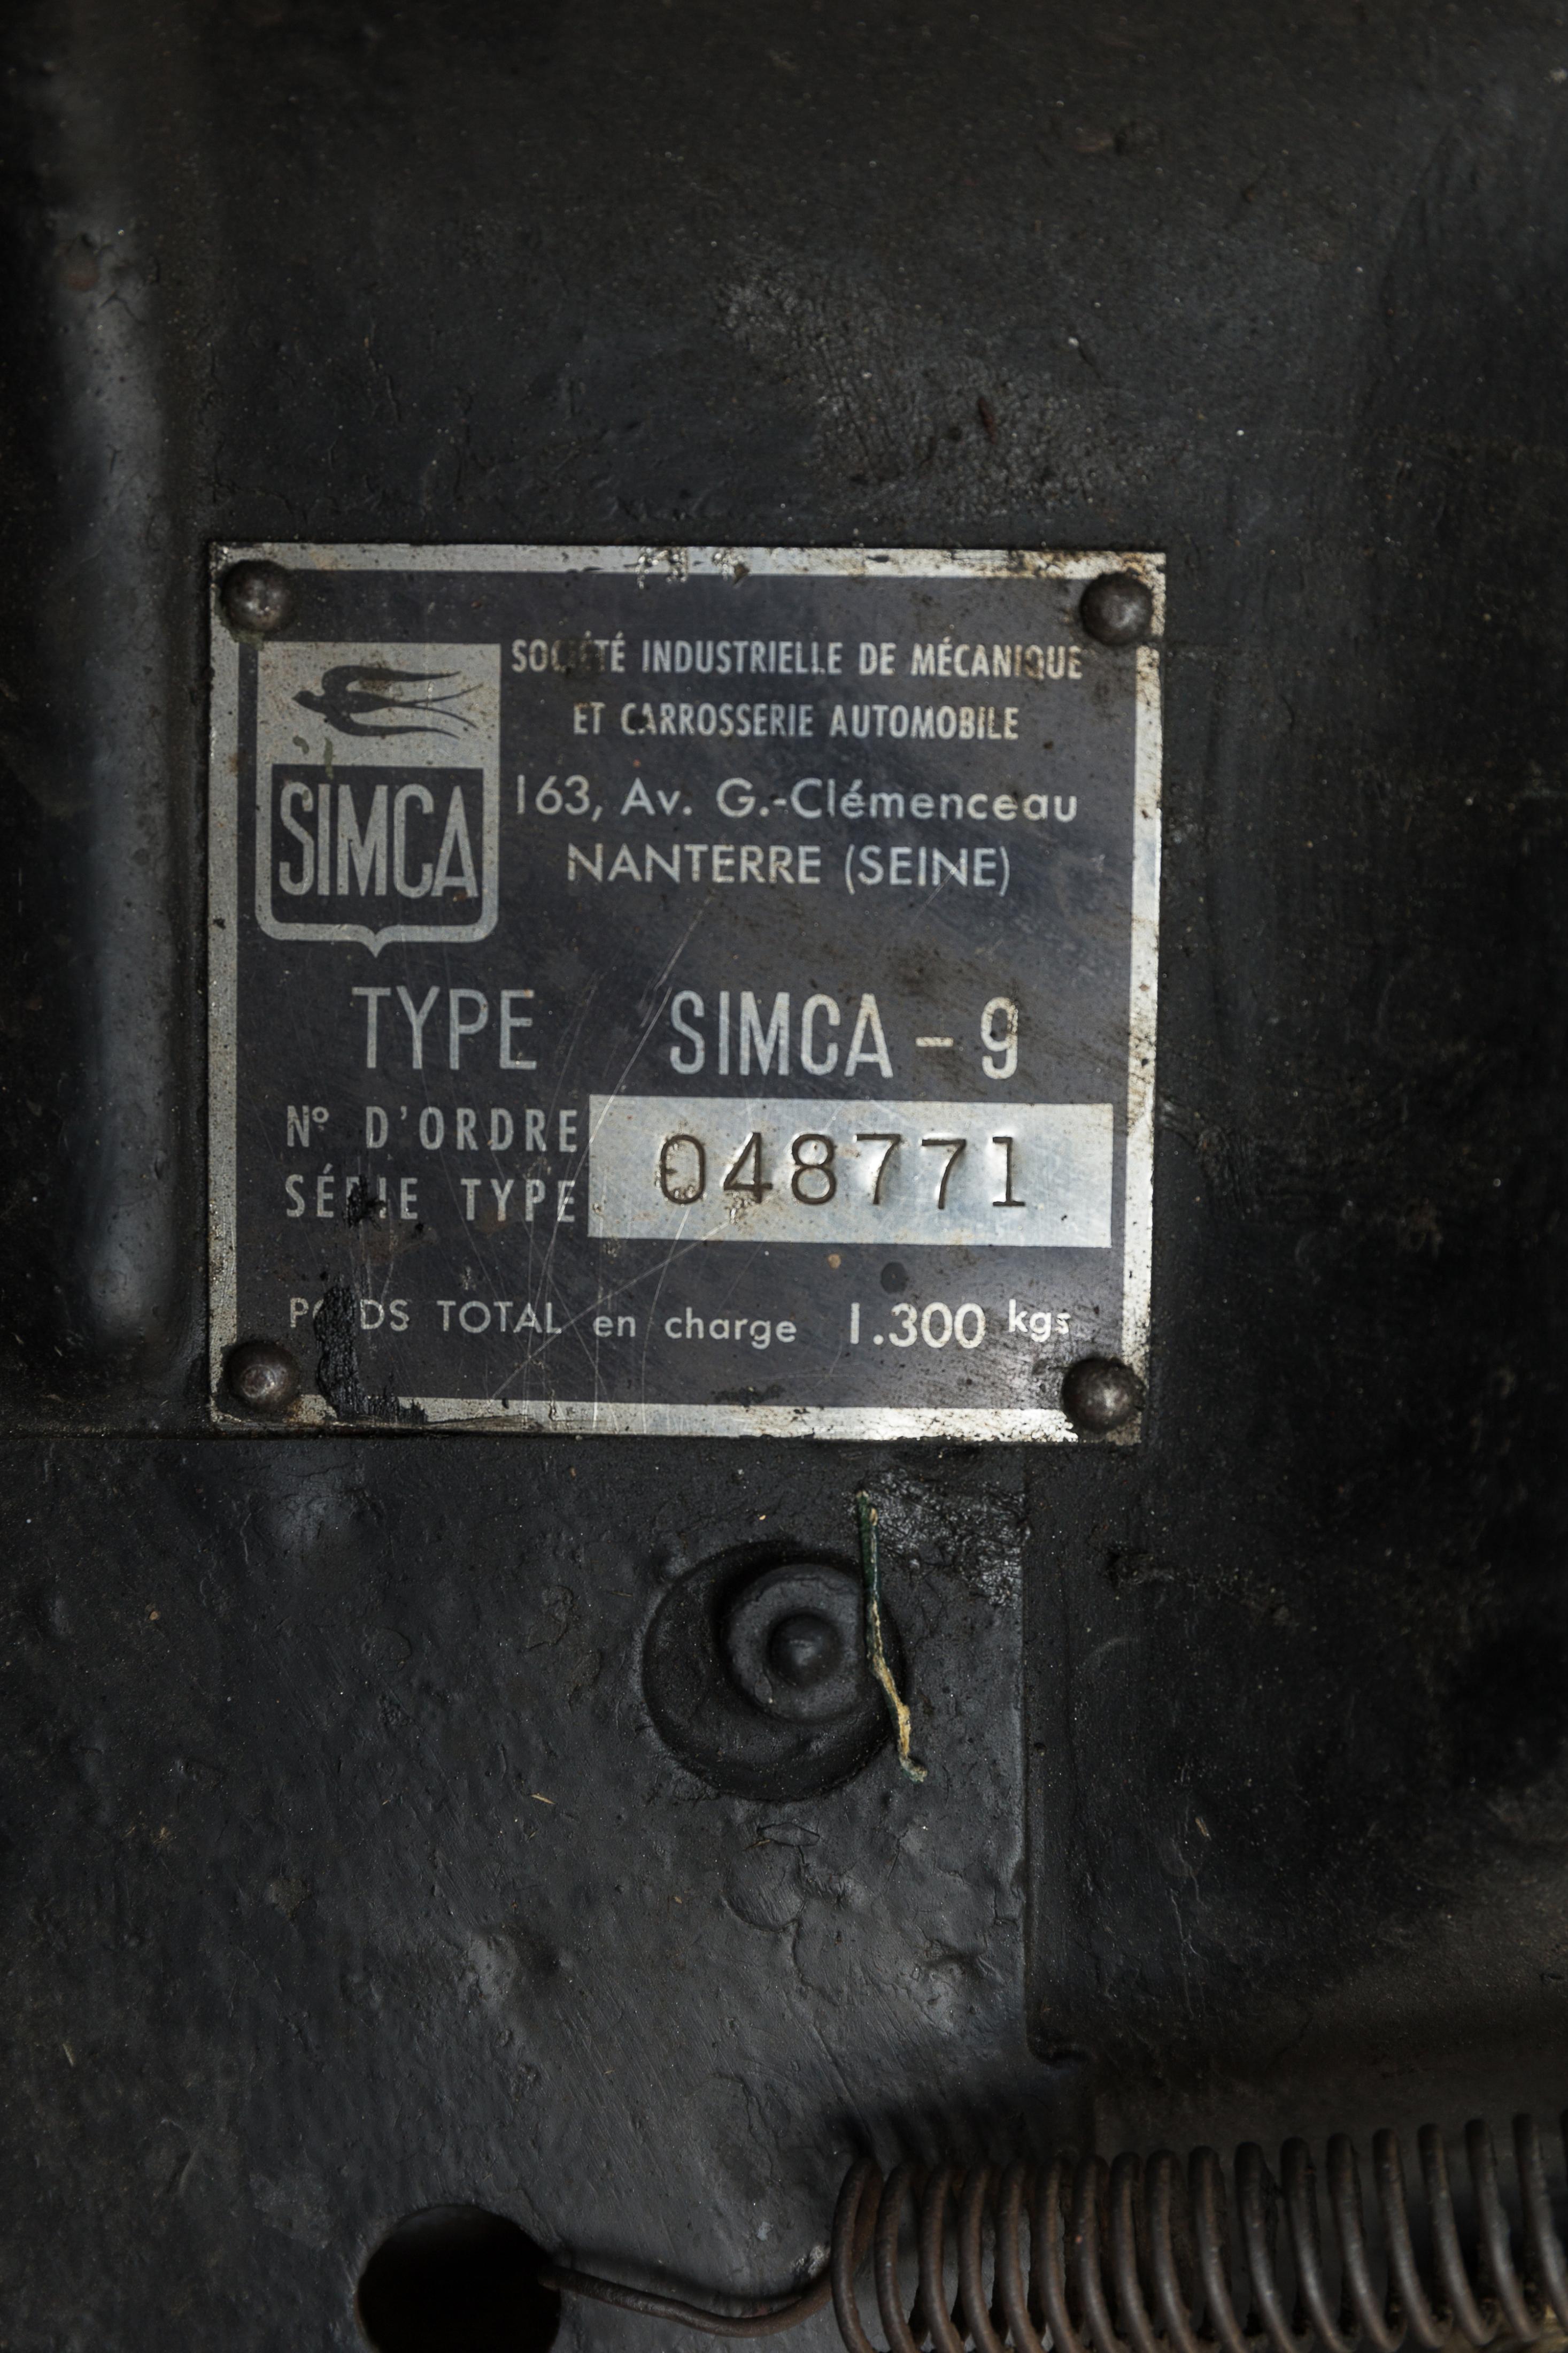 SOCIÉTÉ INDUSTRIELLE DE MÉCANIQUE
ET CARROSSERIE AUTOMOBILE
SIMCA
163, Av. G.-Clémenceau
NANTERRE (SEINE)
TYPE SIMCA - 9
Nº D'ORDRE
SÉRIE TYPE
048771
POIDS TOTAL en charge 1.300 kgs